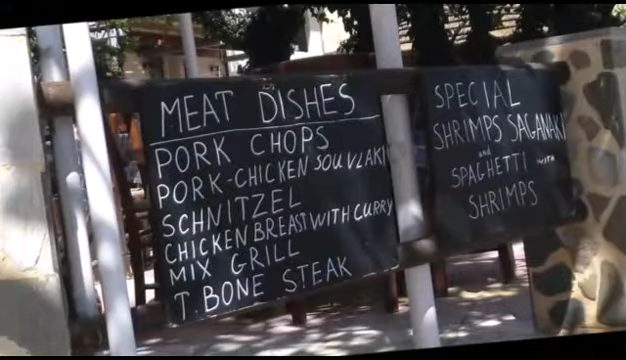 MEAT DISHES
PORK CHOPS
PORK-CHICKEN SOUVLAKI
SCHNITZEL
CHICKEN BREAST WITH CURRY
MIX GRILL
T.BONE STEAK
SPECIAL
SHRIMPS SAGANAKI
and
SPAGHETTI WITH
SHRIMPS